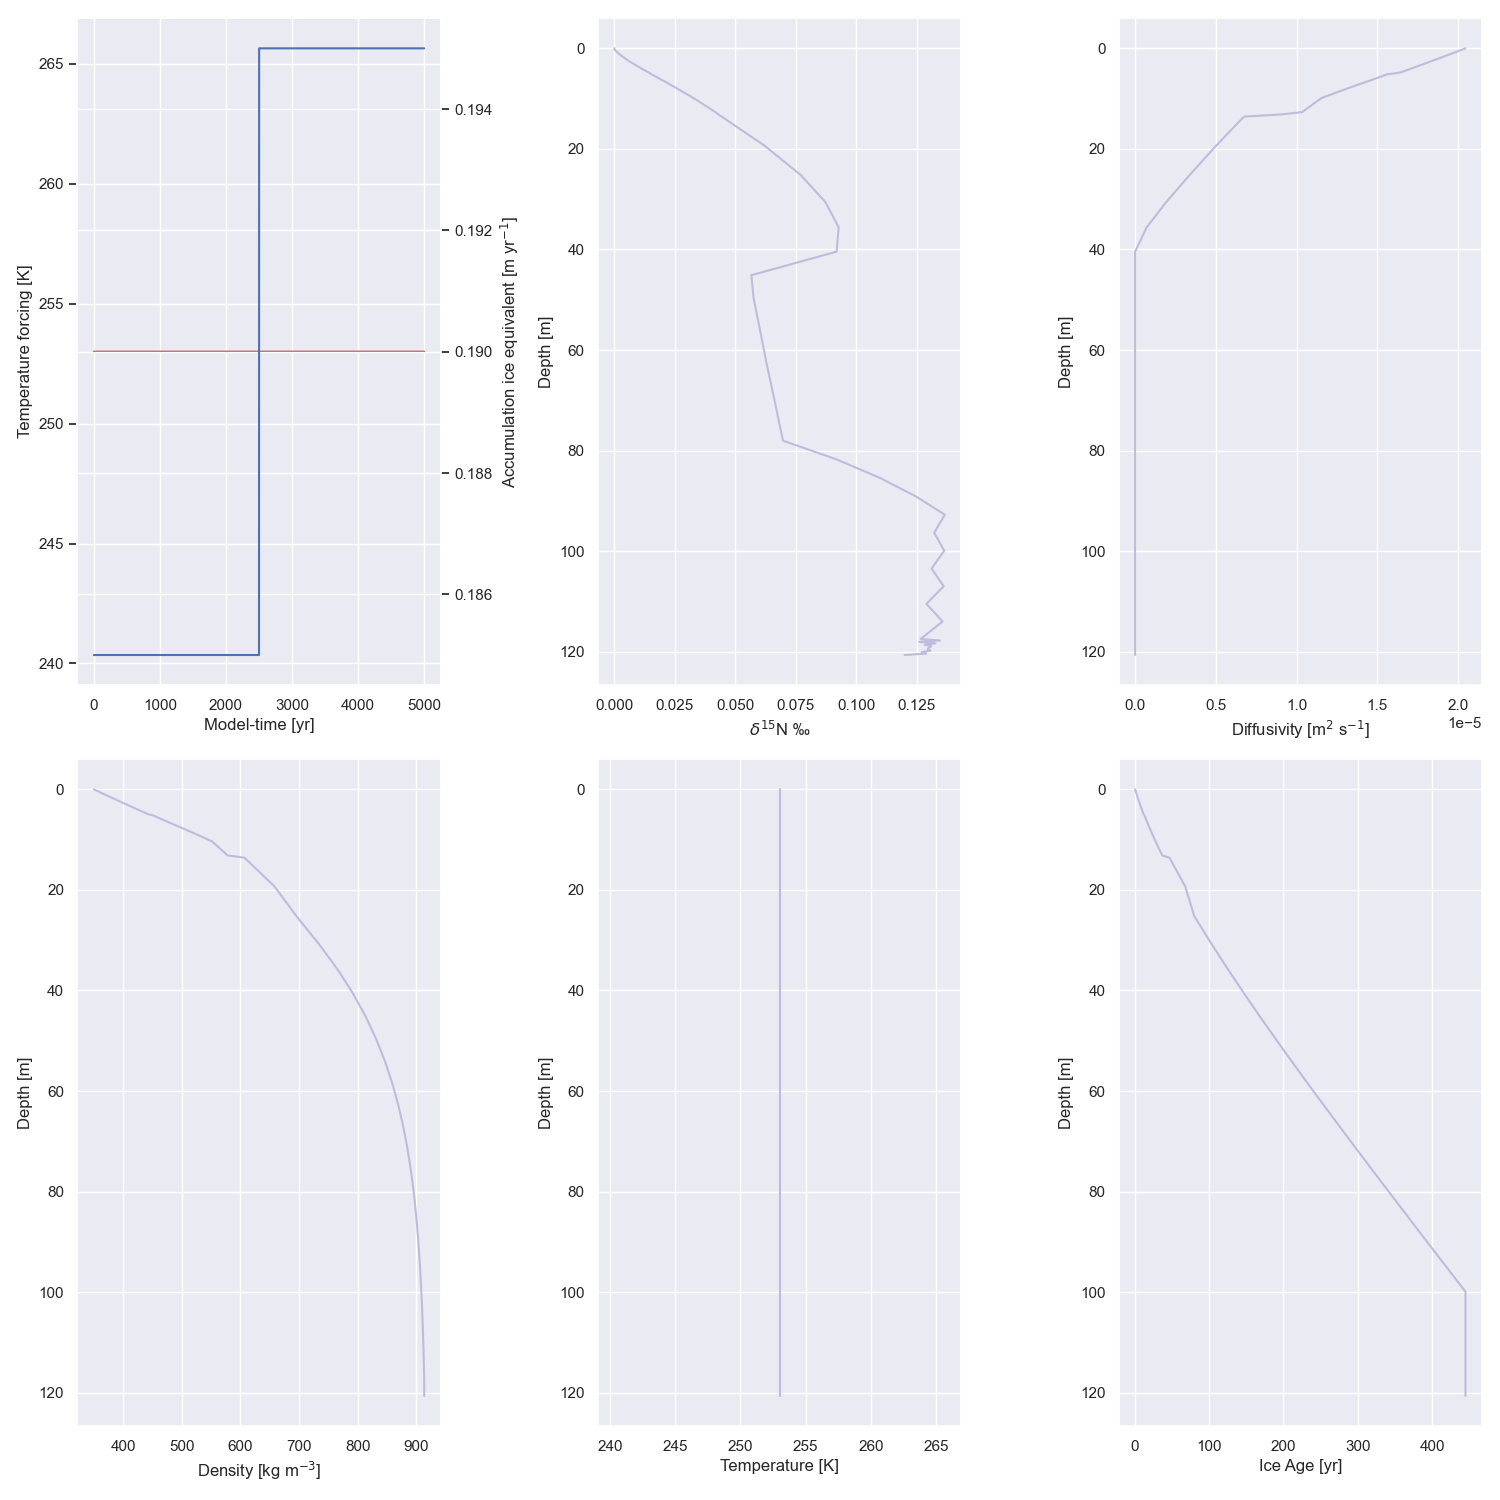 265
260
255
250
245
240
Temperature forcing [K]
0.194
0.192
0.190
0.188
0.186
Accumulation ice equivalent [m yr⁻¹]
0 1000 2000 3000 4000 5000
Model-time [yr]
0
20
40
60
80
100
120
Depth [m]
0.000 0.025 0.050 0.075 0.100 0.125
δ¹⁵N ‰
0
20
40
60
80
100
120
Depth [m]
0.0 0.5 1.0 1.5 2.0
1e−5
Diffusivity [m² s⁻¹]
0
20
40
60
80
100
120
Depth [m]
400 500 600 700 800 900
Density [kg m⁻³]
0
20
40
60
80
100
120
Depth [m]
240 245 250 255 260 265
Temperature [K]
0
20
40
60
80
100
120
Depth [m]
0 100 200 300 400
Ice Age [yr]